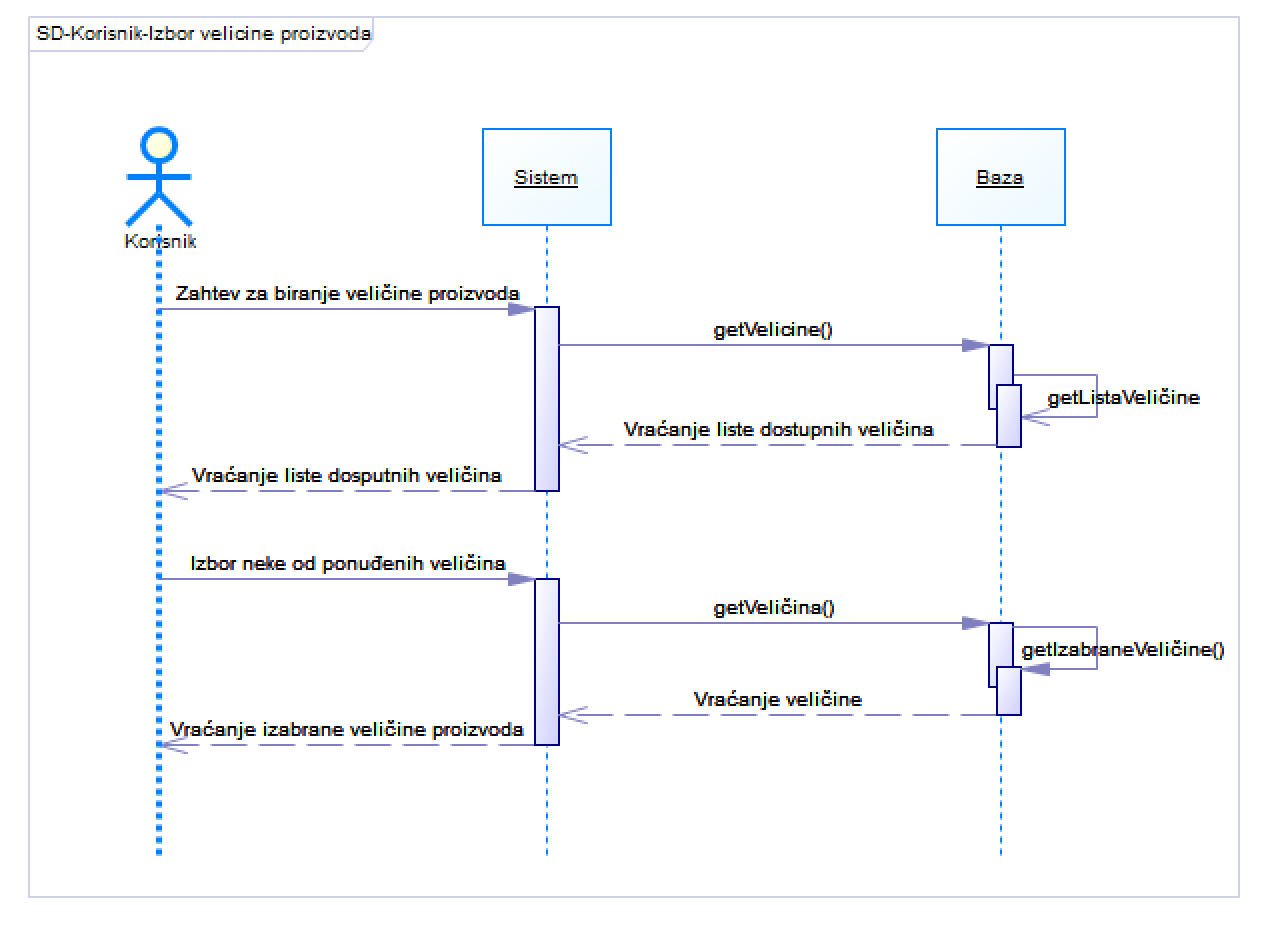 SD-Korisnik-Izbor velicine proizvoda
Korisnik
Sistem
Baza
Zahtev za biranje veličine proizvoda
getVelicine()
getListaVeličine
Vraćanje liste dostupnih veličina
Vraćanje liste dosputnih veličina
Izbor neke od ponuđenih veličina
getVeličina()
getIzabraneVeličine()
Vraćanje veličine
Vraćanje izabrane veličine proizvoda